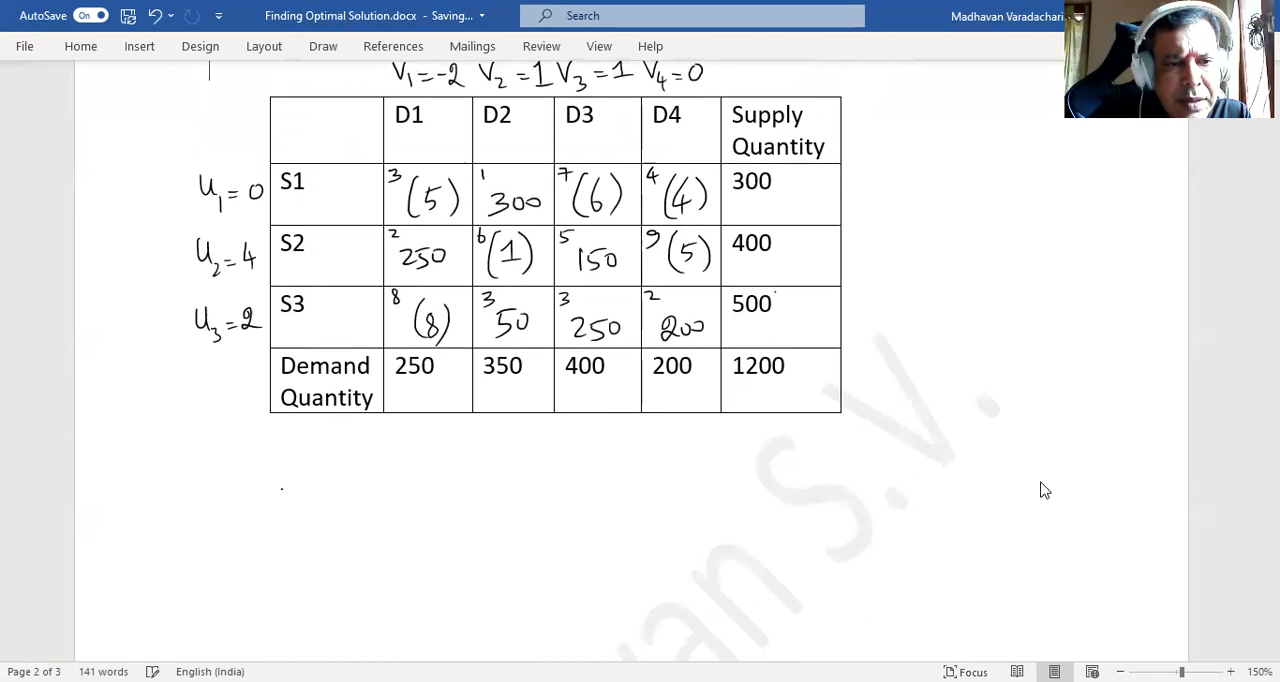 AutoSave On Finding Optimal Solution.docx - Saving... Search Madhavan Varadachari
File Home Insert Design Layout Draw References Mailings Review View Help
V1=-2 V2=1 V3=1 V4=0
D1 D2 D3 D4 Supply Quantity
U1=0 S1 3 (5) 1 300 7 (6) 4 (4) 300
U2=4 S2 2 250 6 (1) 5 150 9 (5) 400
U3=2 S3 8 (8) 3 50 3 250 2 200 500
Demand Quantity 250 350 400 200 1200
van S.V.
Page 2 of 3 141 words English (India) Focus 150%